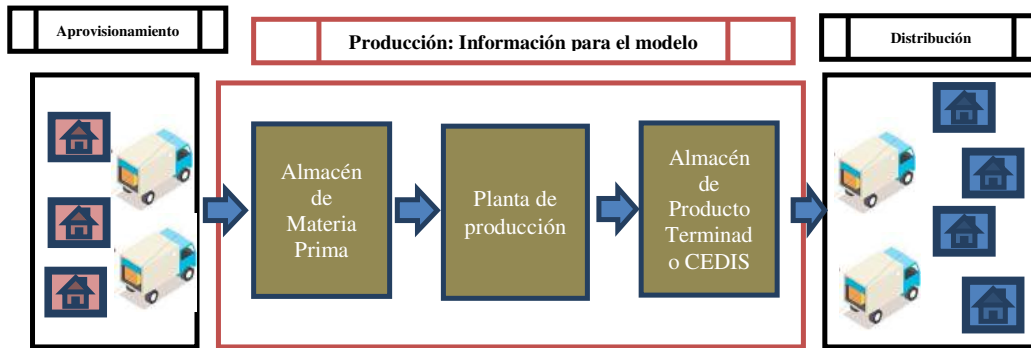 Aprovisionamiento
Producción: Información para el modelo
Distribución
Almacén
de
Materia
Prima
Planta de
producción
Almacén
de
Producto
Terminad
o CEDIS